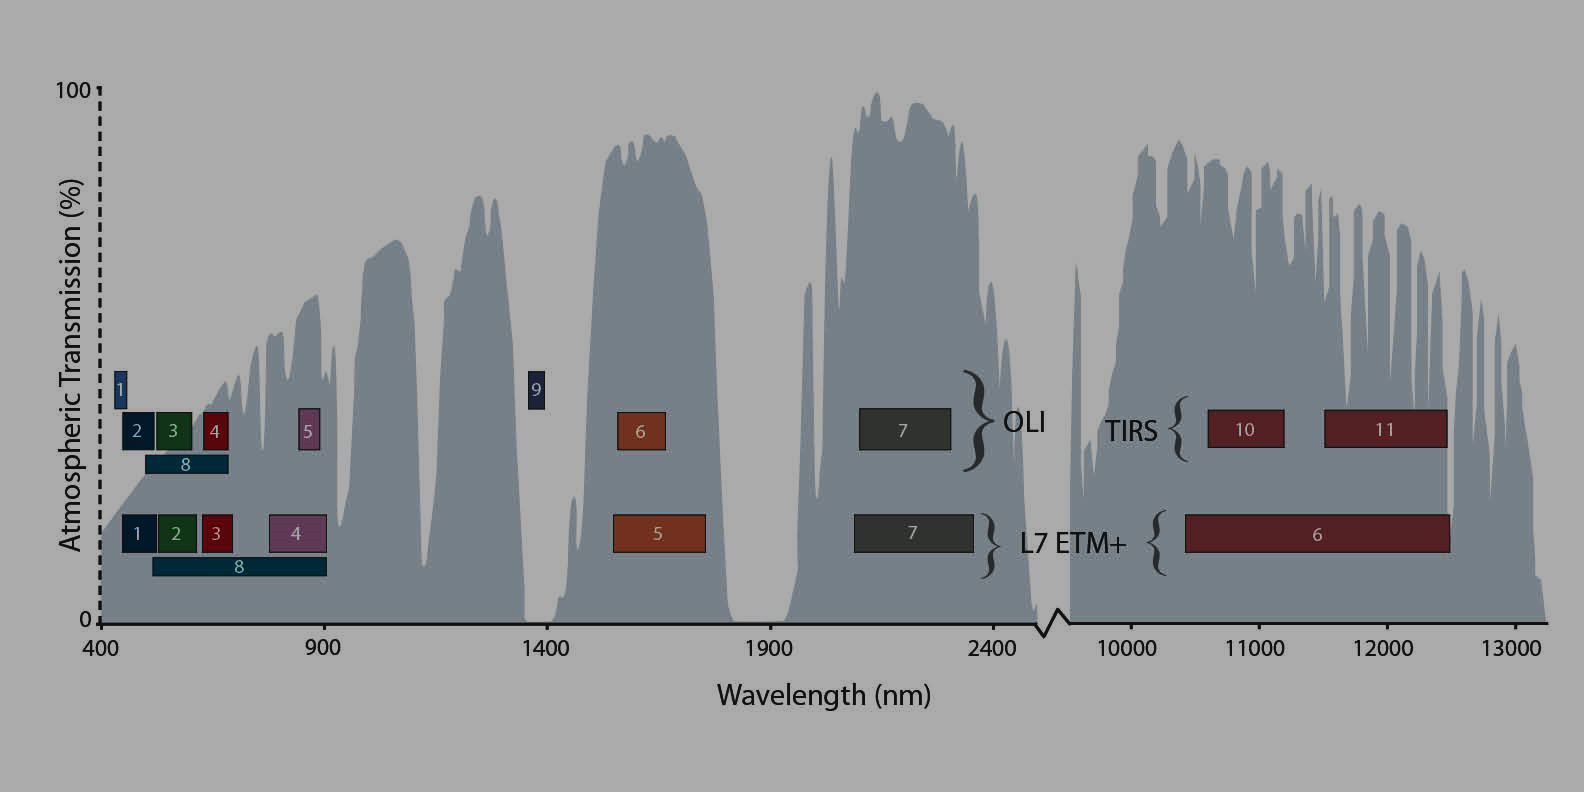 100
Atmospheric Transmission (%)
1
9
2 3 4 5 6 7 OLI TIRS 10 11
8
1 2 3 4 5 7 L7 ETM+ 6
8
0
400 900 1400 1900 2400 10000 11000 12000 13000
Wavelength (nm)